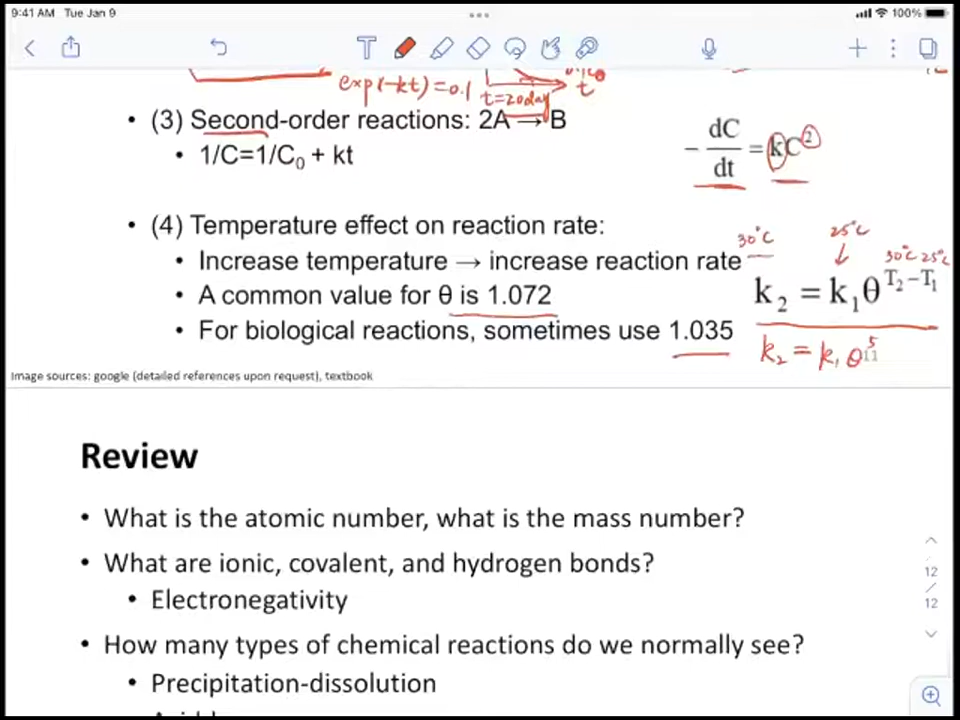 9:41 AM Tue Jan 9
100%
exp(-kt)=0.1
t=20day
t
• (3) Second-order reactions: 2A → B
• 1/C=1/C₀ + kt
− dC/dt = kC²
• (4) Temperature effect on reaction rate:
• Increase temperature → increase reaction rate
• A common value for θ is 1.072
• For biological reactions, sometimes use 1.035
30°C
25°C
30°C 25°C
k₂ = k₁θ^(T₂−T₁)
k₂ = k₁ θ⁵
11
Image sources: google (detailed references upon request), textbook
Review
• What is the atomic number, what is the mass number?
• What are ionic, covalent, and hydrogen bonds?
• Electronegativity
• How many types of chemical reactions do we normally see?
• Precipitation-dissolution
12
/
12